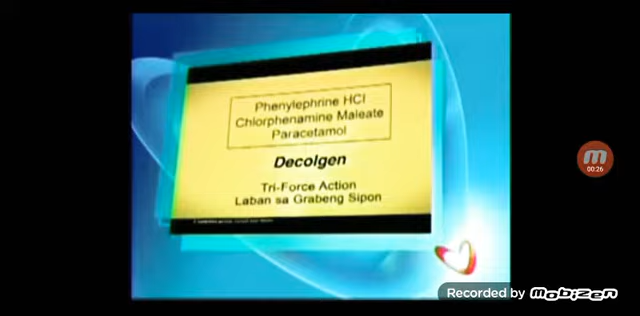 Phenylephrine HCl
Chlorphenamine Maleate
Paracetamol
Decolgen
Tri-Force Action
Laban sa Grabeng Sipon
M
00:26
Recorded by Mobizen